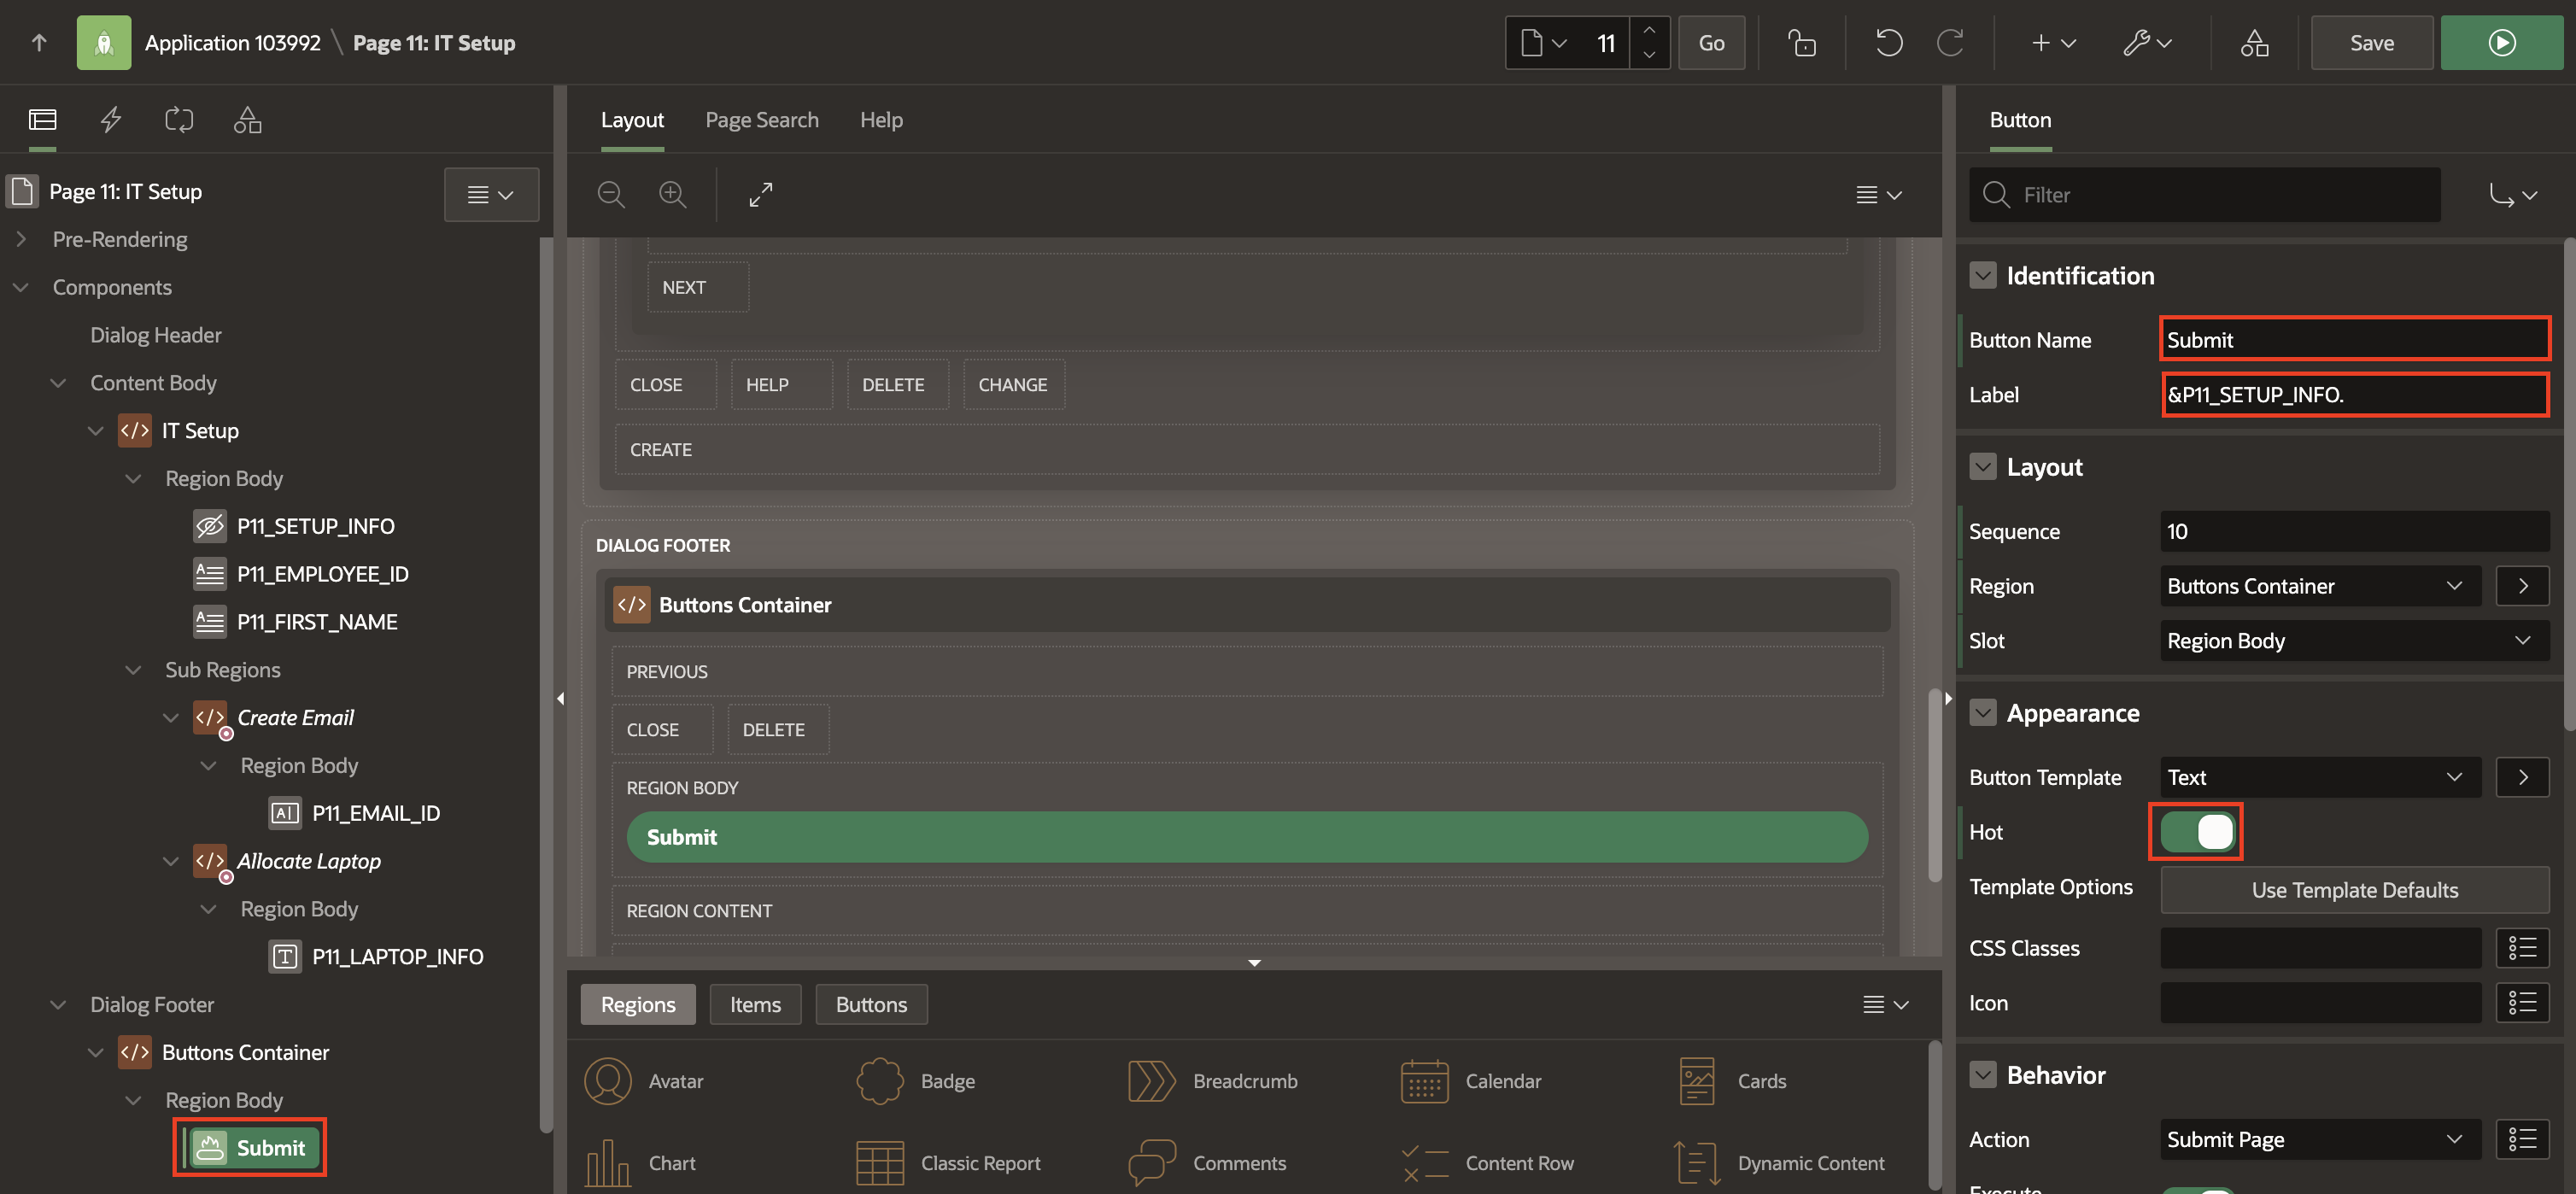 Application 103992 \ Page 11: IT Setup
11
Go
Save
Page 11: IT Setup
Pre-Rendering
Components
Dialog Header
Content Body
</> IT Setup
Region Body
P11_SETUP_INFO
P11_EMPLOYEE_ID
P11_FIRST_NAME
Sub Regions
</> Create Email
Region Body
P11_EMAIL_ID
</> Allocate Laptop
Region Body
P11_LAPTOP_INFO
Dialog Footer
</> Buttons Container
Region Body
Submit
Layout Page Search Help
NEXT
CLOSE HELP DELETE CHANGE
CREATE
DIALOG FOOTER
</> Buttons Container
PREVIOUS
CLOSE DELETE
REGION BODY
Submit
REGION CONTENT
Regions Items Buttons
Avatar Badge Breadcrumb Calendar Cards
Chart Classic Report Comments Content Row Dynamic Content
Button
Filter
Identification
Button Name Submit
Label &P11_SETUP_INFO.
Layout
Sequence 10
Region Buttons Container
Slot Region Body
Appearance
Button Template Text
Hot
Template Options Use Template Defaults
CSS Classes
Icon
Behavior
Action Submit Page